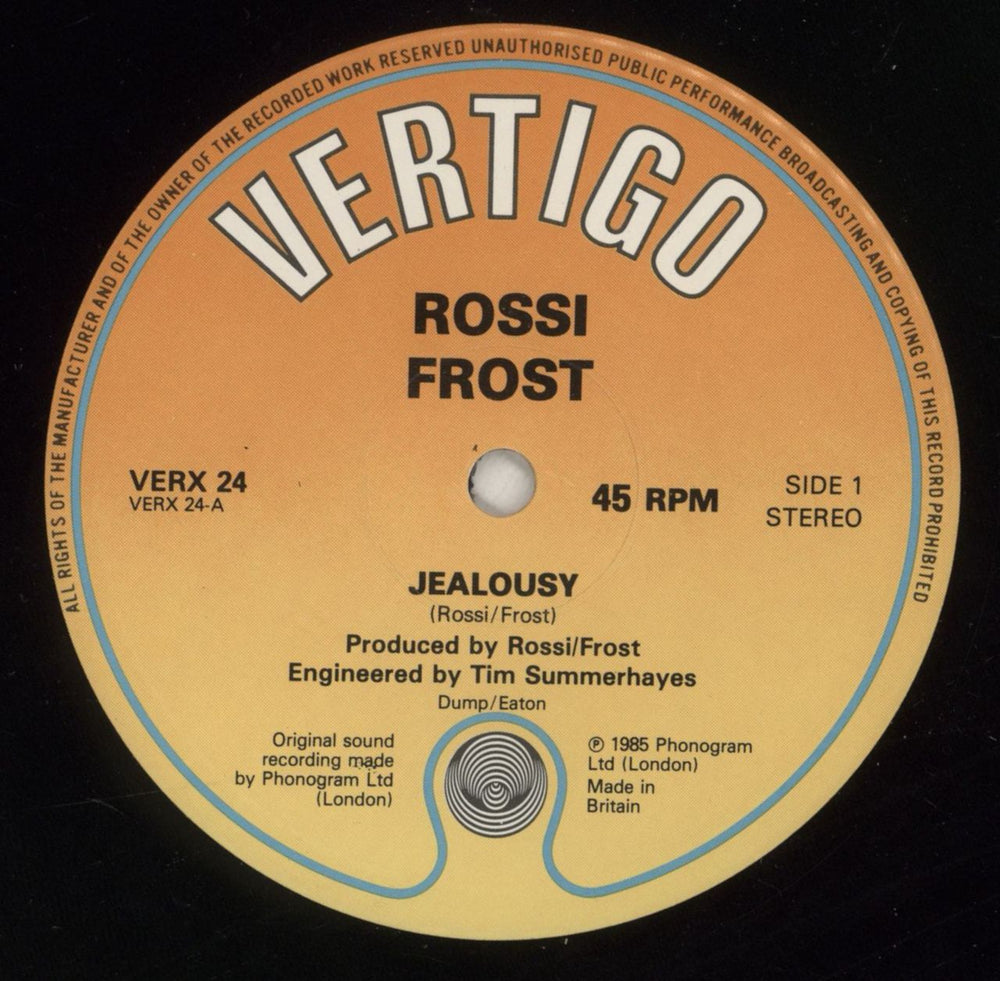 ALL RIGHTS OF THE MANUFACTURER AND OF THE OWNER OF THE RECORDED WORK RESERVED UNAUTHORISED PUBLIC PERFORMANCE BROADCASTING AND COPYING OF THIS RECORD PROHIBITED
VERTIGO
ROSSI
FROST
VERX 24
VERX 24-A
45 RPM
SIDE 1
STEREO
JEALOUSY
(Rossi/Frost)
Produced by Rossi/Frost
Engineered by Tim Summerhayes
Dump/Eaton
Original sound
recording made
by Phonogram Ltd
(London)
℗ 1985 Phonogram
Ltd (London)
Made in
Britain